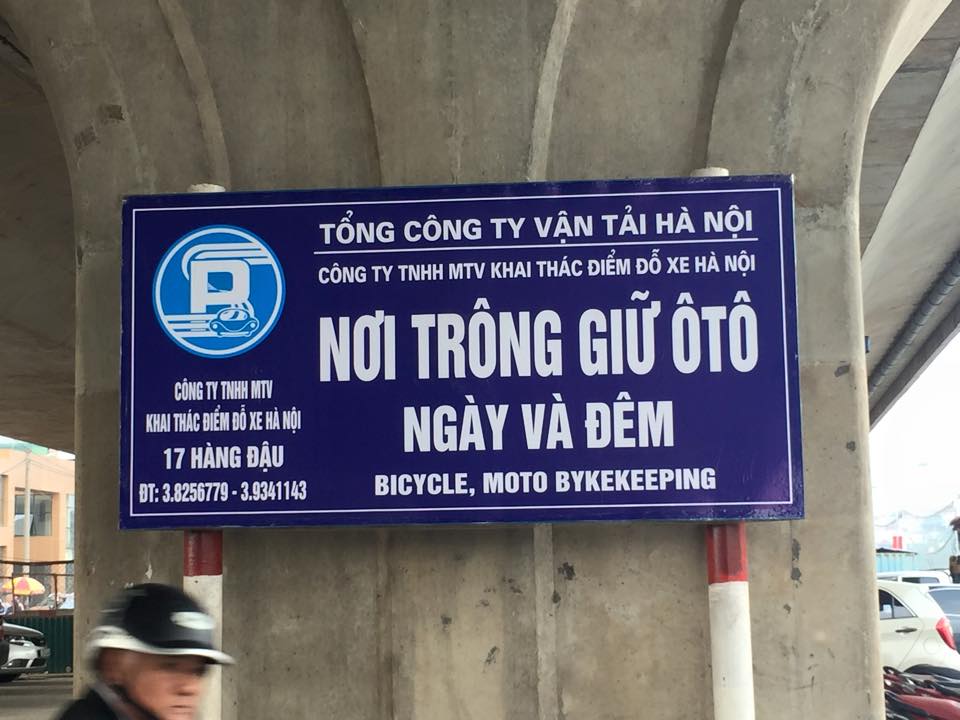 TỔNG CÔNG TY VẬN TẢI HÀ NỘI
CÔNG TY TNHH MTV KHAI THÁC ĐIỂM ĐỖ XE HÀ NỘI
NƠI TRÔNG GIỮ ÔTÔ
NGÀY VÀ ĐÊM
BICYCLE, MOTO BYKEKEEPING
P
CÔNG TY TNHH MTV
KHAI THÁC ĐIỂM ĐỖ XE HÀ NỘI
17 HÀNG ĐẬU
ĐT: 3.8256779 - 3.9341143